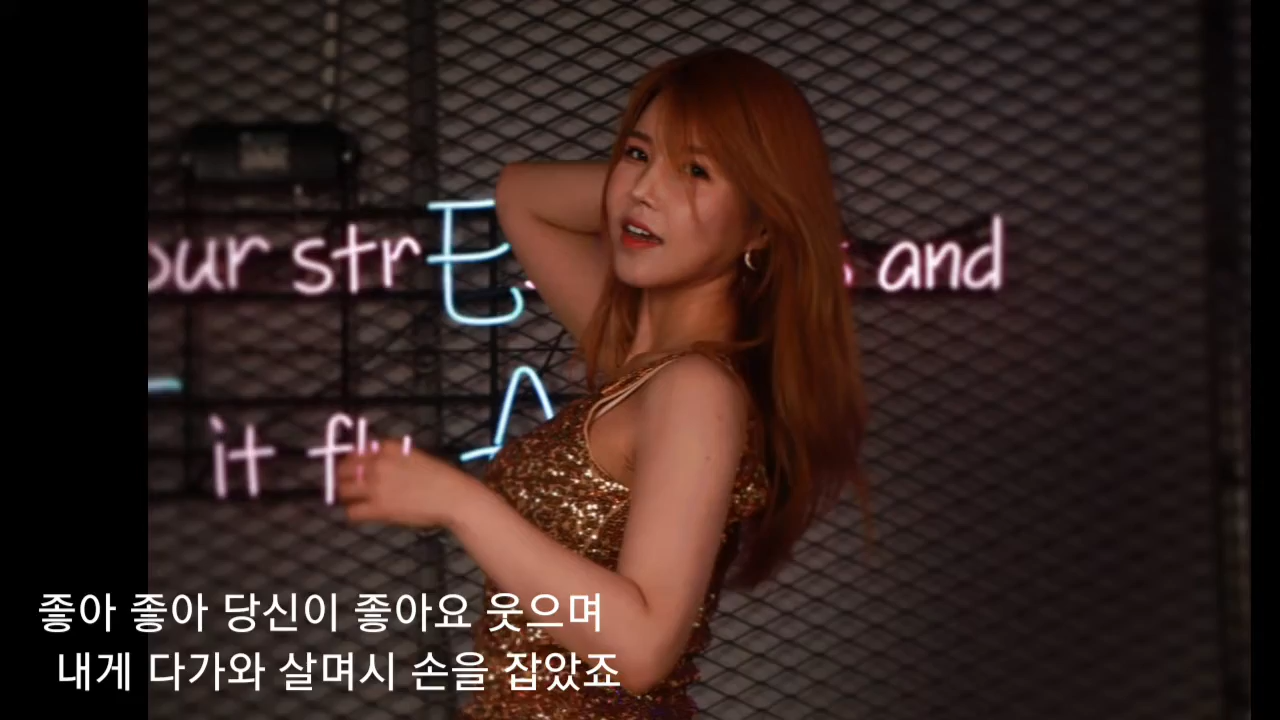 our str
and
it fly
좋아 좋아 당신이 좋아요 웃으며
내게 다가와 살며시 손을 잡았죠